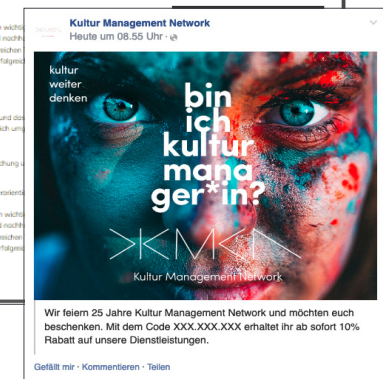 Kultur Management Network
Heute um 08.55 Uhr ·
kultur
weiter
denken
bin
ich
kultur
mana
ger*in?
Kultur Management Network
Wir feiern 25 Jahre Kultur Management Network und möchten euch
beschenken. Mit dem Code XXX.XXX.XXX erhaltet ihr ab sofort 10%
Rabatt auf unsere Dienstleistungen.
Gefällt mir · Kommentieren · Teilen